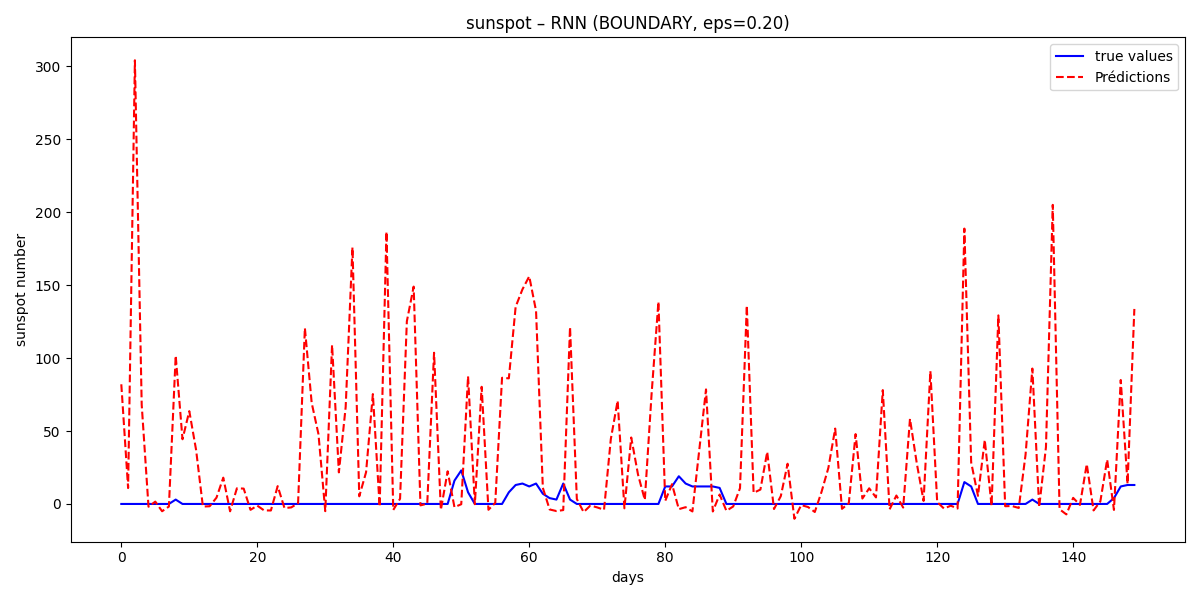 sunspot – RNN (BOUNDARY, eps=0.20)
true values
Prédictions
sunspot number
300
250
200
150
100
50
0
0 20 40 60 80 100 120 140
days